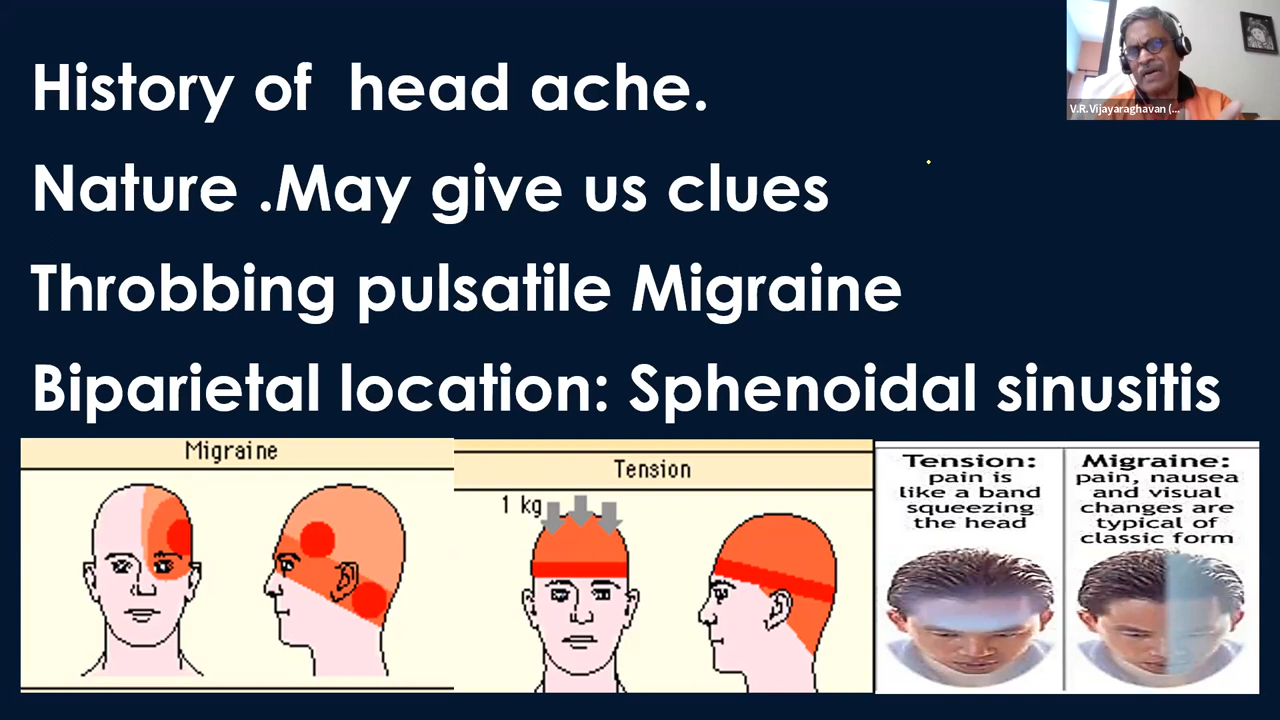 History of head ache.
V.R.Vijayaraghavan (...
Nature .May give us clues
Throbbing pulsatile Migraine
Biparietal location: Sphenoidal sinusitis
Migraine
Tension
1 kg
Tension:
pain is
like a band
squeezing
the head
Migraine:
pain, nausea
and visual
changes are
typical of
classic form